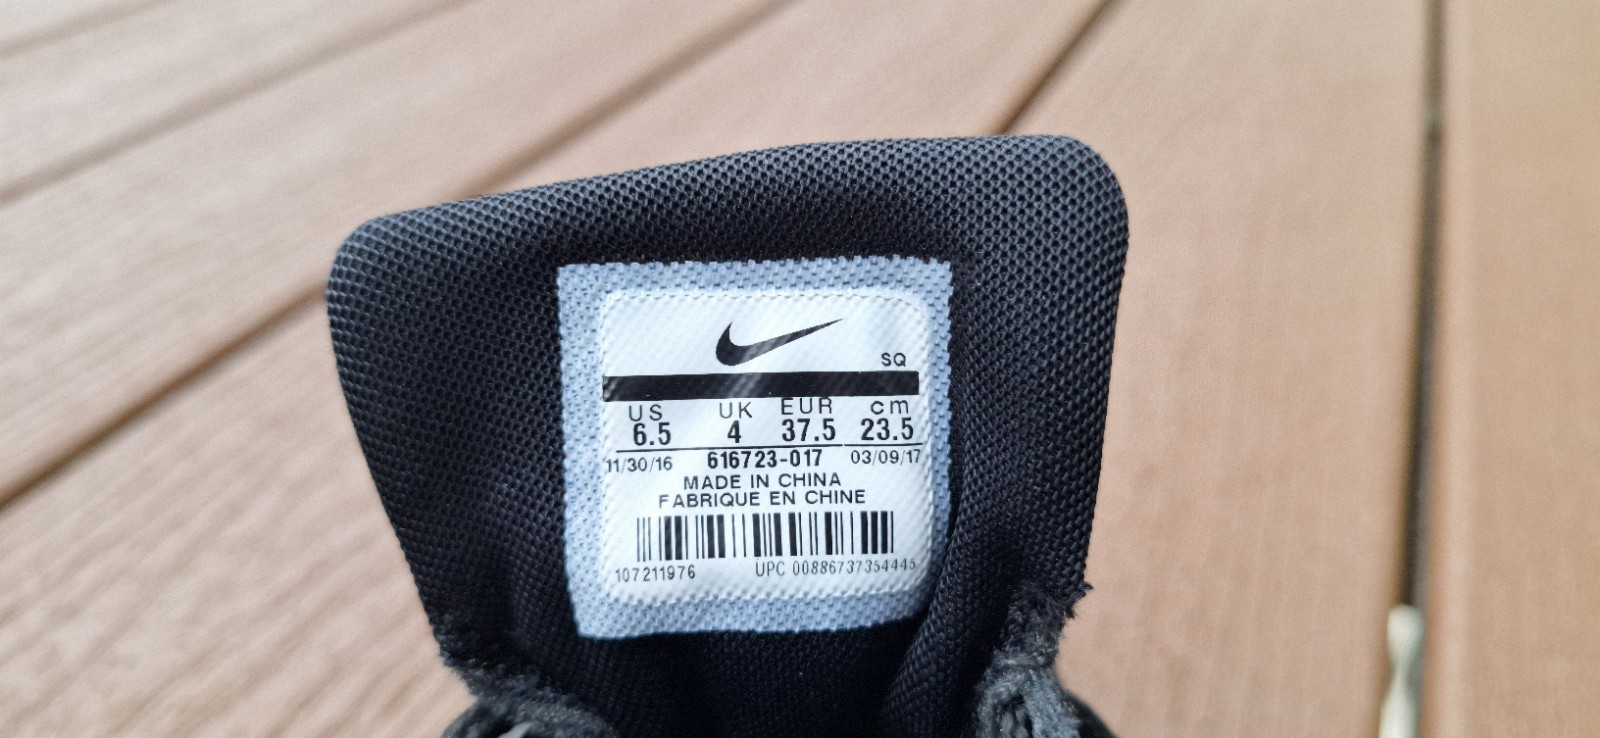 SQ
US UK EUR cm
6.5 4 37.5 23.5
11/30/16 616723-017 03/09/17
MADE IN CHINA
FABRIQUE EN CHINE
107211976 UPC 00886737354445